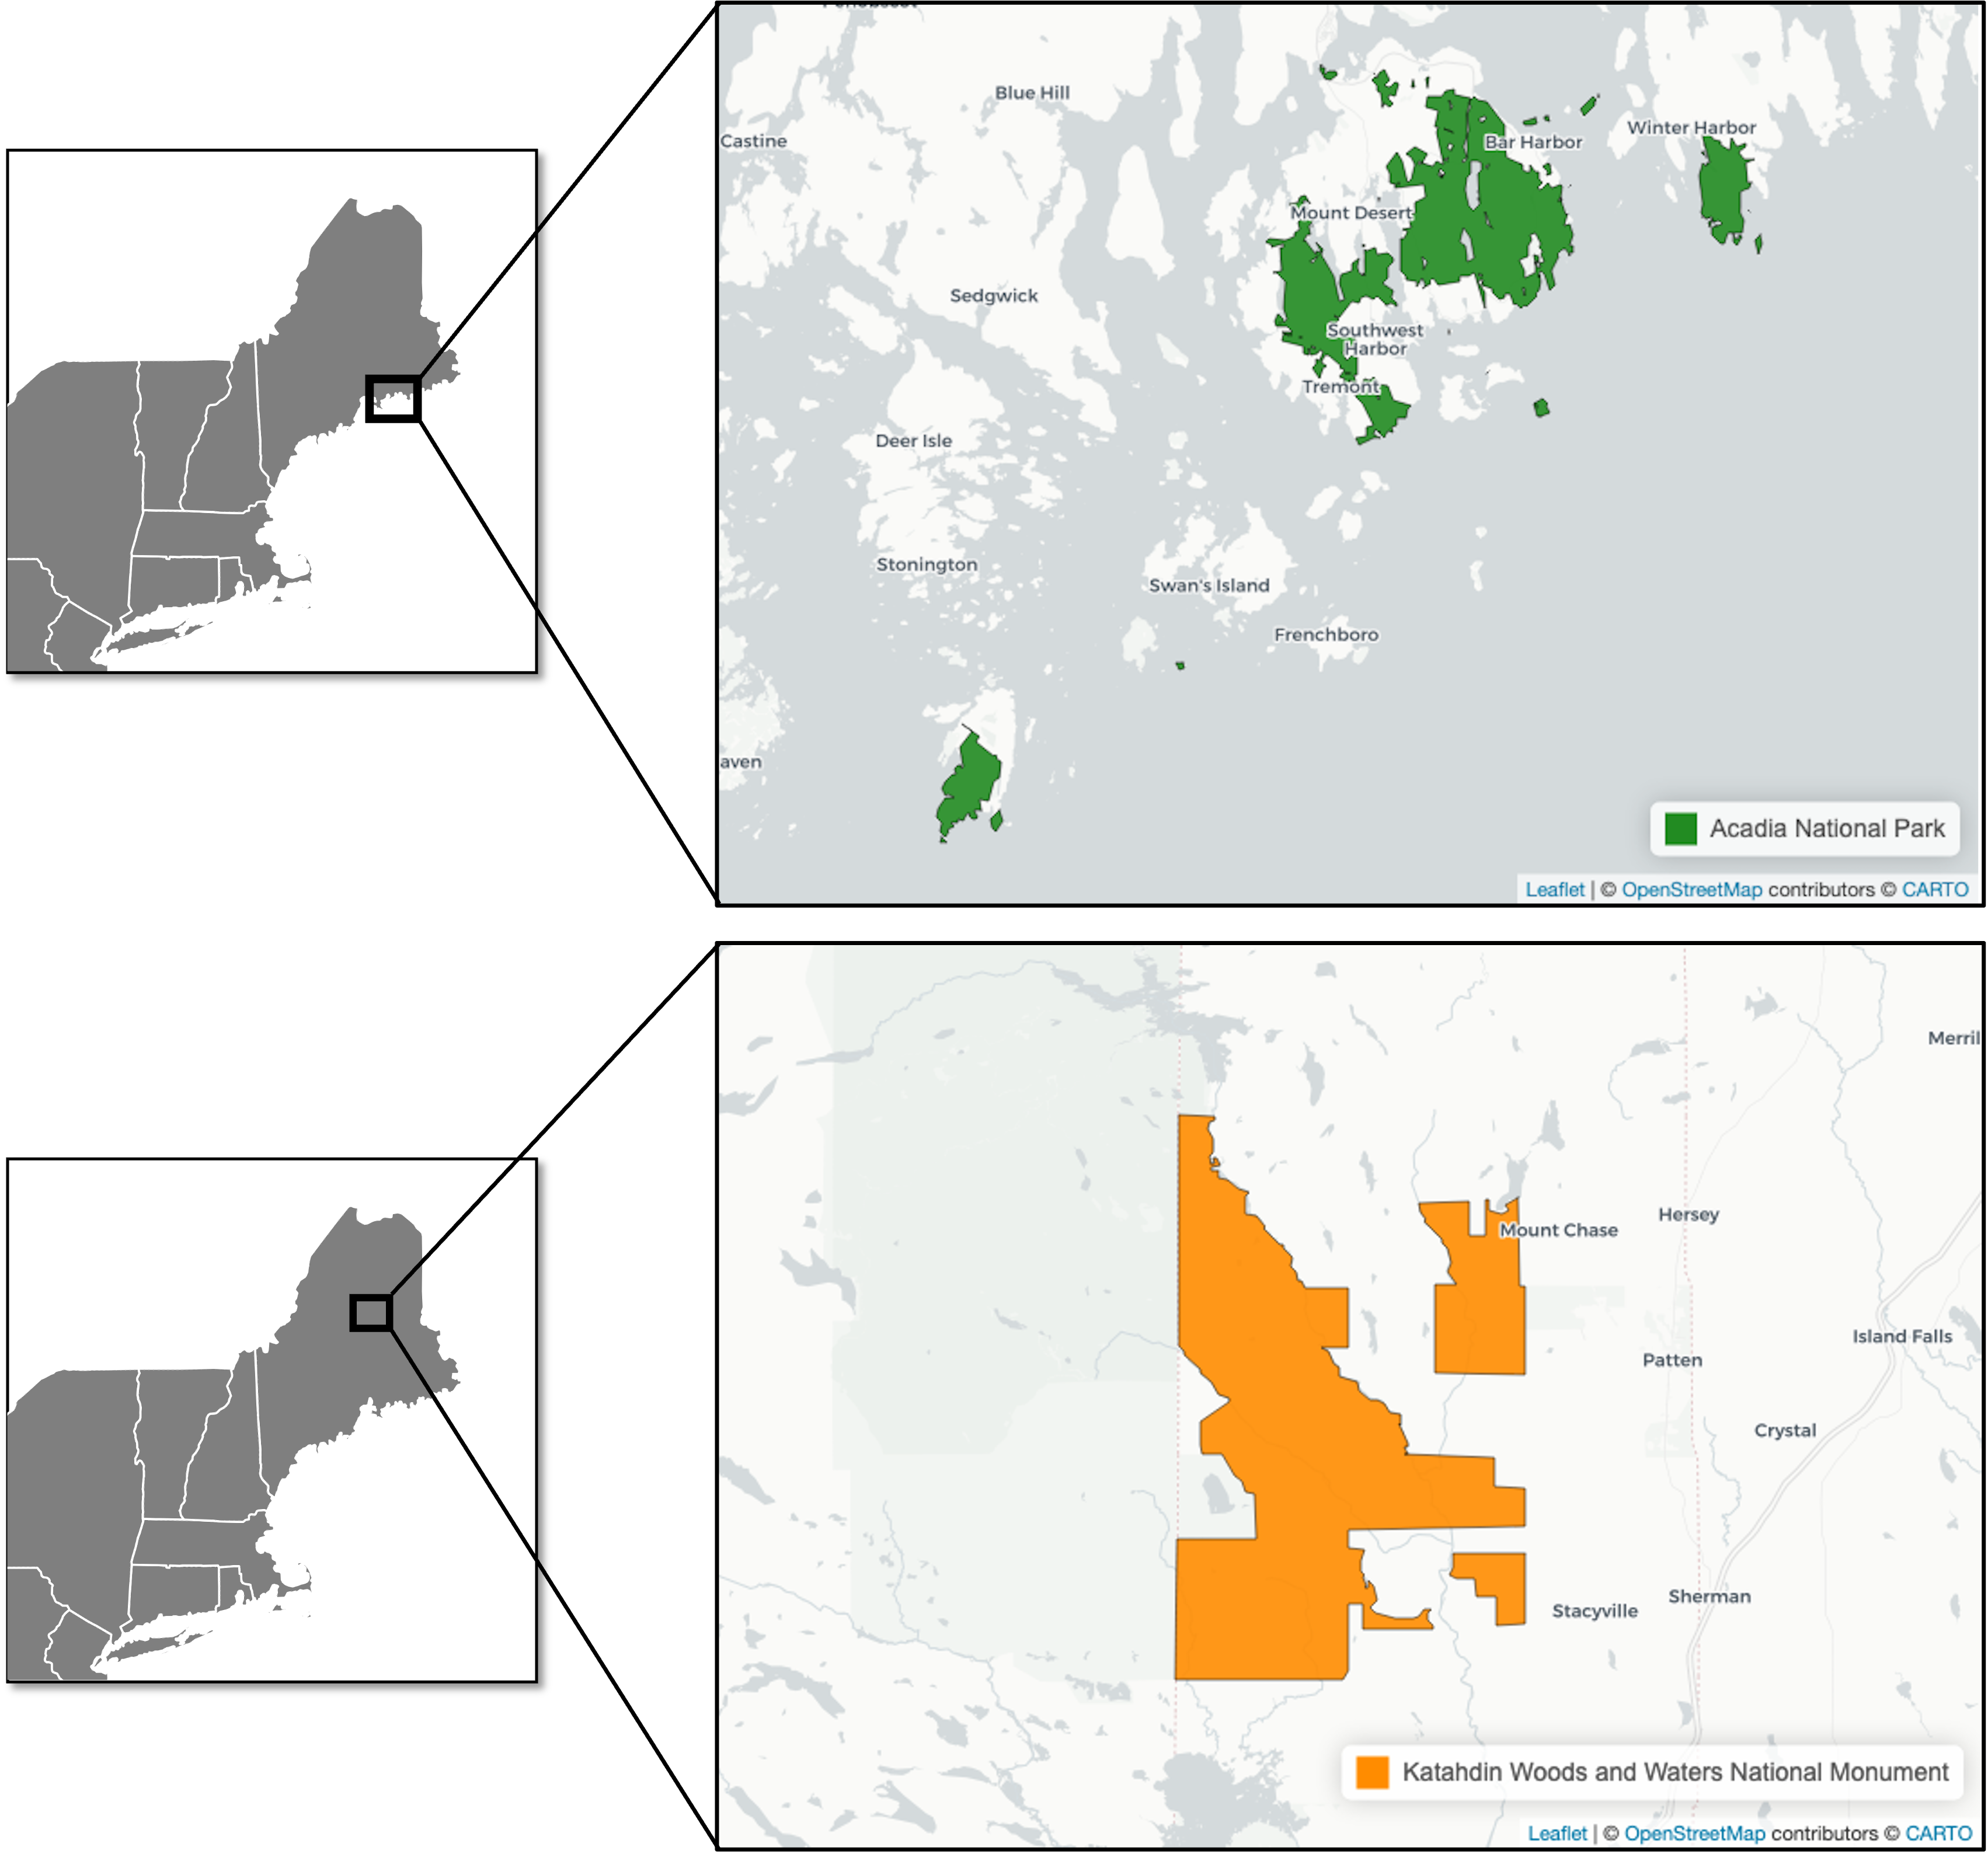 Blue Hill
Castine
Winter Harbor
Bar Harbor
Mount Desert
Sedgwick
Southwest
Harbor
Tremont
Deer Isle
Stonington
Swan's Island
Frenchboro
aven
Acadia National Park
Leaflet | © OpenStreetMap contributors © CARTO
Merril
Hersey
Mount Chase
Island Falls
Patten
Crystal
Sherman
Stacyville
Katahdin Woods and Waters National Monument
Leaflet | © OpenStreetMap contributors © CARTO